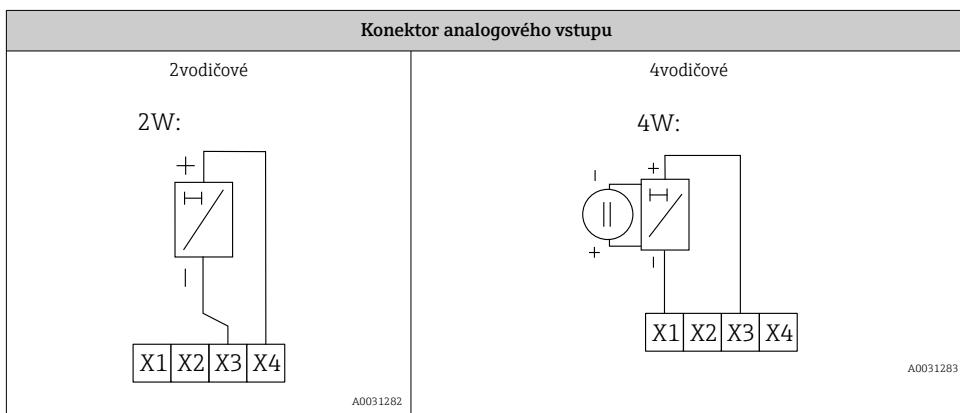 Konektor analogového vstupu
2vodičové
2W:
+
–
X1 X2 X3 X4
A0031282
4vodičové
4W:
– +
+ –
X1 X2 X3 X4
A0031283